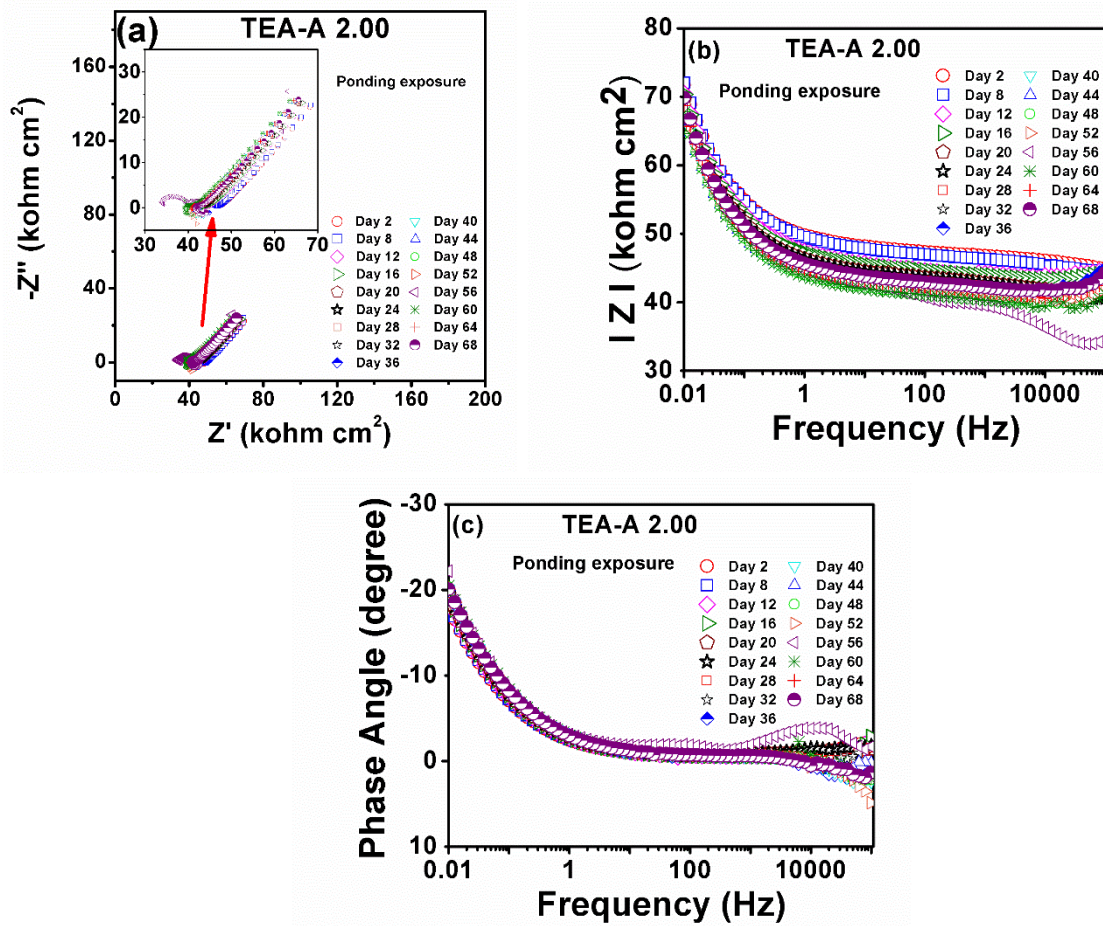 (a)
TEA-A 2.00
Ponding exposure
-Z'' (kohm cm²)
160
120
80
40
0
35
30
20
10
0
30 40 50 60 70
Day 2 Day 40
Day 8 Day 44
Day 12 Day 48
Day 16 Day 52
Day 20 Day 56
Day 24 Day 60
Day 28 Day 64
Day 32 Day 68
Day 36
0 40 80 120 160 200
Z' (kohm cm²)
(b)
TEA-A 2.00
Ponding exposure
I Z I (kohm cm²)
80
70
60
50
40
30
Day 2 Day 40
Day 8 Day 44
Day 12 Day 48
Day 16 Day 52
Day 20 Day 56
Day 24 Day 60
Day 28 Day 64
Day 32 Day 68
Day 36
0.01 1 100 10000
Frequency (Hz)
(c)
TEA-A 2.00
Ponding exposure
Phase Angle (degree)
-30
-20
-10
0
10
Day 2 Day 40
Day 8 Day 44
Day 12 Day 48
Day 16 Day 52
Day 20 Day 56
Day 24 Day 60
Day 28 Day 64
Day 32 Day 68
Day 36
0.01 1 100 10000
Frequency (Hz)